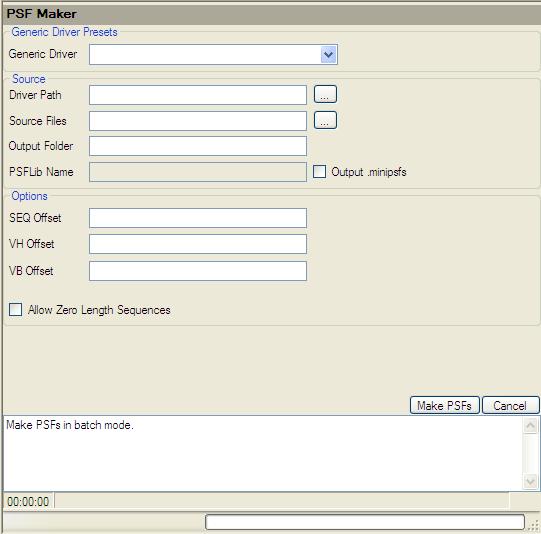 PSF Maker
Generic Driver Presets
Generic Driver
Source
Driver Path
...
Source Files
...
Output Folder
PSFLib Name
Output .minipsfs
Options
SEQ Offset
VH Offset
VB Offset
Allow Zero Length Sequences
Make PSFs
Cancel
Make PSFs in batch mode.
00:00:00